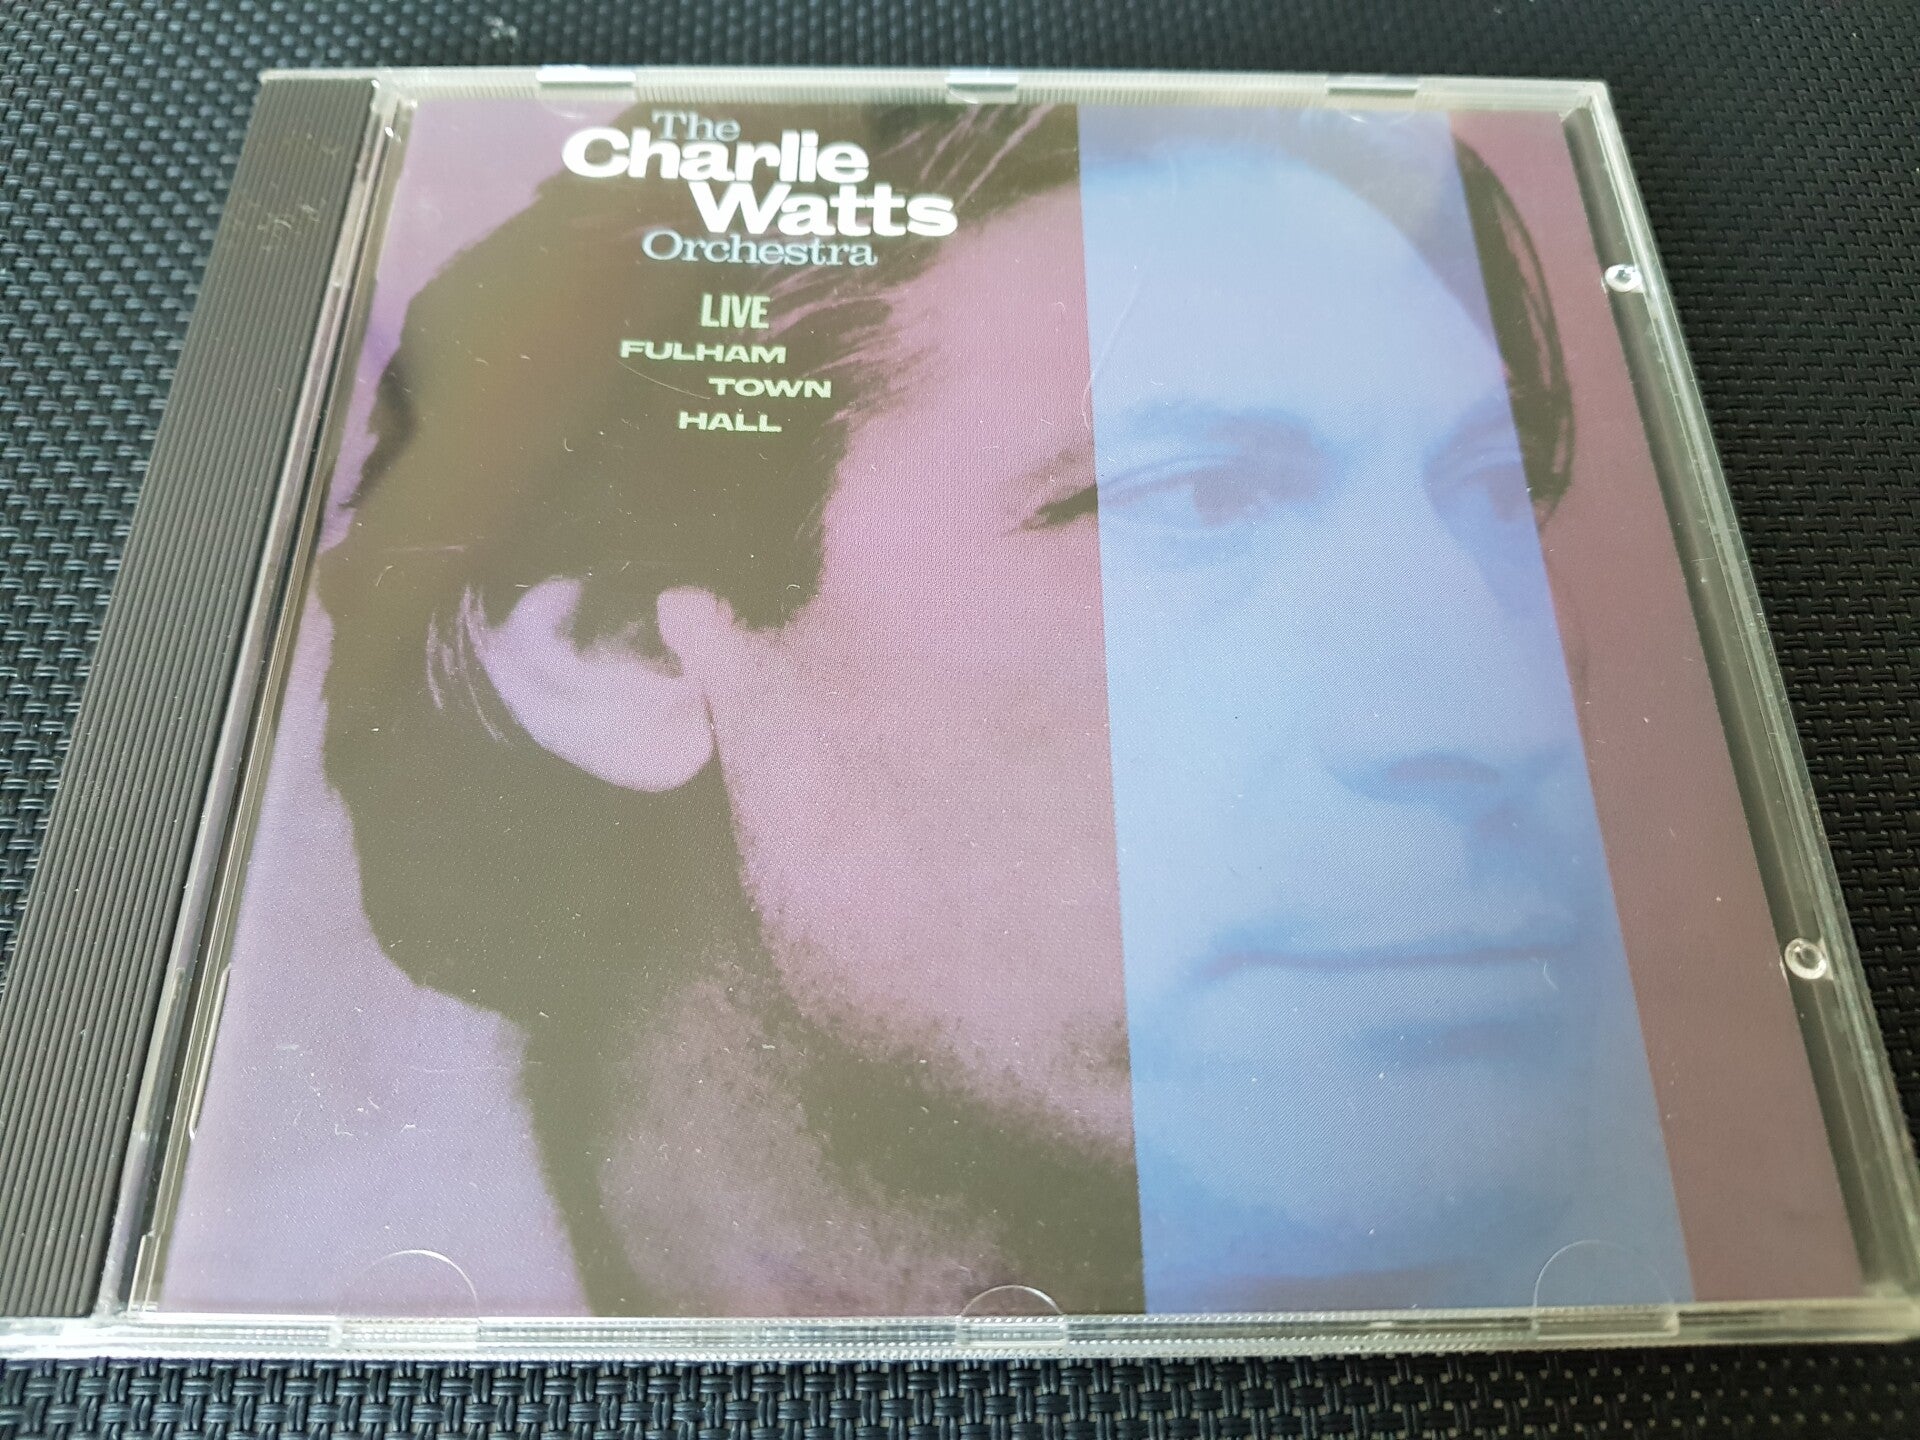 The
Charlie
Watts
Orchestra
LIVE
FULHAM
TOWN
HALL